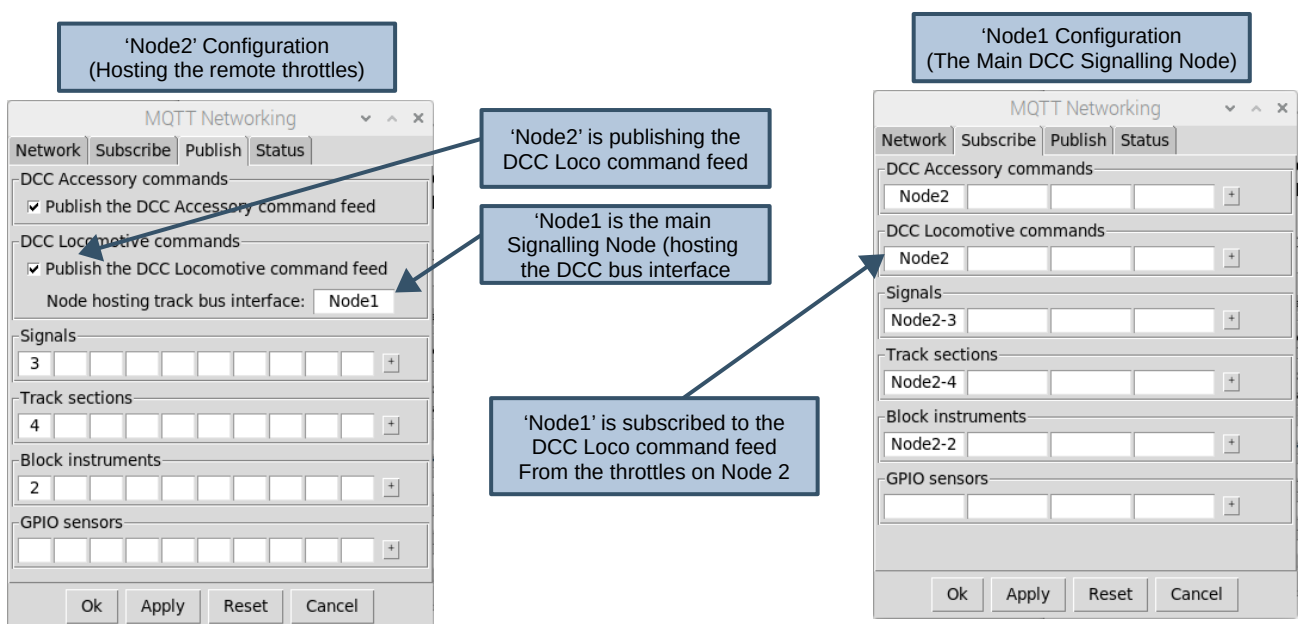 ‘Node2’ Configuration
(Hosting the remote throttles)
‘Node1 Configuration
(The Main DCC Signalling Node)
MQTT Networking
Network Subscribe Publish Status
DCC Accessory commands
Publish the DCC Accessory command feed
DCC Locomotive commands
Publish the DCC Locomotive command feed
Node hosting track bus interface: Node1
Signals
3 +
Track sections
4 +
Block instruments
2 +
GPIO sensors
+
Ok Apply Reset Cancel
‘Node2’ is publishing the
DCC Loco command feed
‘Node1 is the main
Signalling Node (hosting
the DCC bus interface
‘Node1’ is subscribed to the
DCC Loco command feed
From the throttles on Node 2
MQTT Networking
Network Subscribe Publish Status
DCC Accessory commands
Node2 +
DCC Locomotive commands
Node2 +
Signals
Node2-3 +
Track sections
Node2-4 +
Block instruments
Node2-2 +
GPIO sensors
+
Ok Apply Reset Cancel